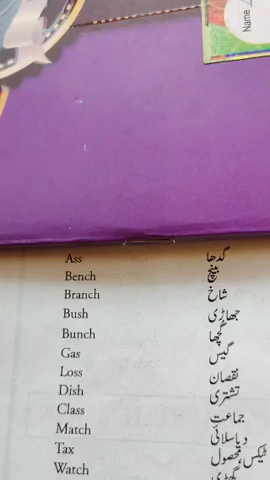 Name
Ass گدھا
Bench بینچ
Branch شاخ
Bush جھاڑی
Bunch گچھا
Gas گیس
Loss نقصان
Dish تشتری
Class جماعت
Match دیاسلائی
Tax ٹیکس، محصول
Watch گھڑی